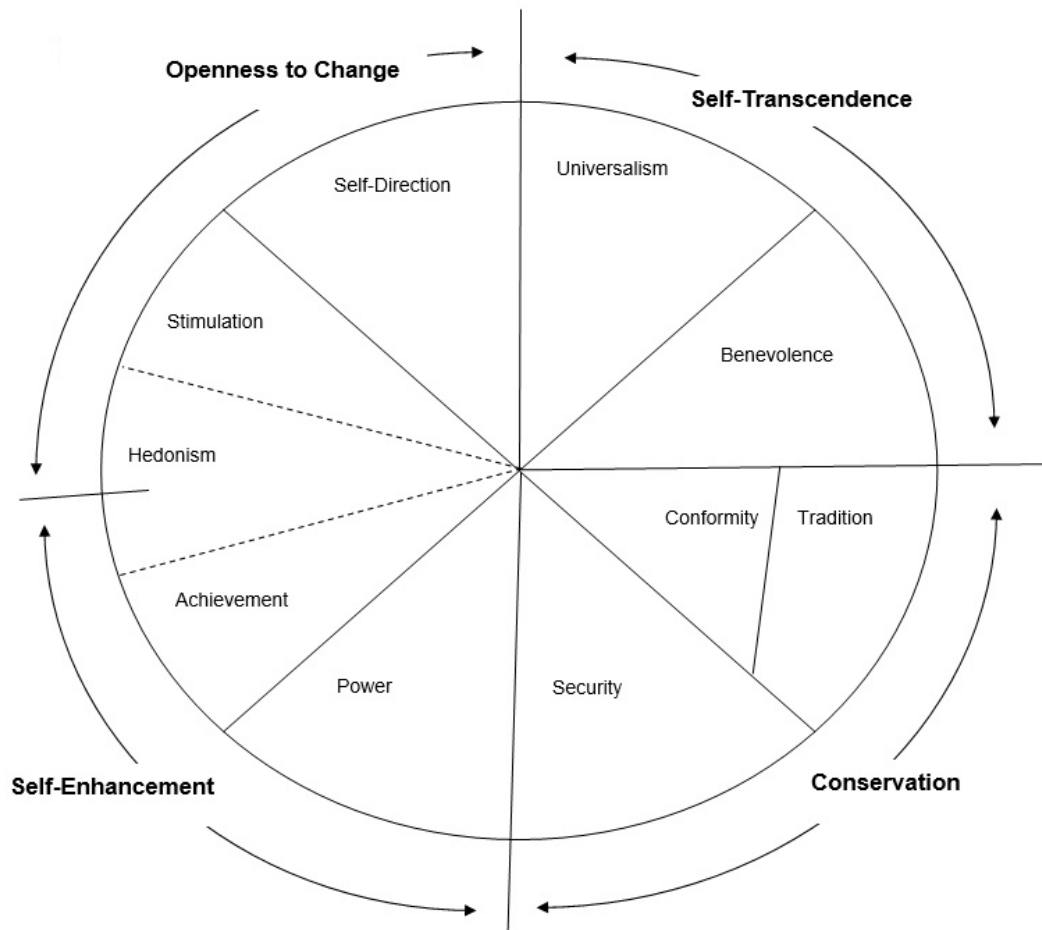 Openness to Change
Self-Transcendence
Self-Direction
Universalism
Stimulation
Benevolence
Hedonism
Conformity
Tradition
Achievement
Power
Security
Self-Enhancement
Conservation